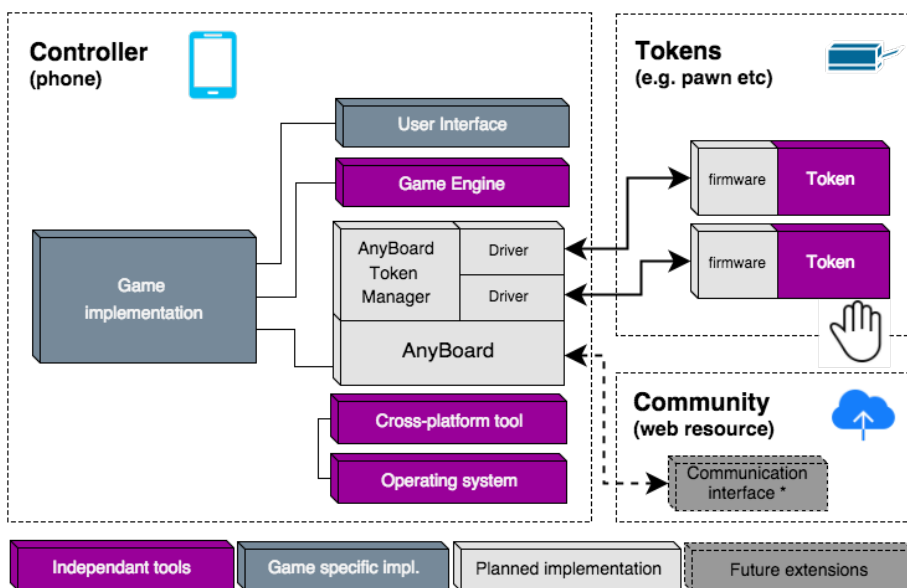 Controller
(phone)
User Interface
Game Engine
Game
implementation
AnyBoard
Token
Manager
Driver
Driver
AnyBoard
Cross-platform tool
Operating system
Tokens
(e.g. pawn etc)
firmware
Token
firmware
Token
Community
(web resource)
Communication
interface *
Independant tools
Game specific impl.
Planned implementation
Future extensions